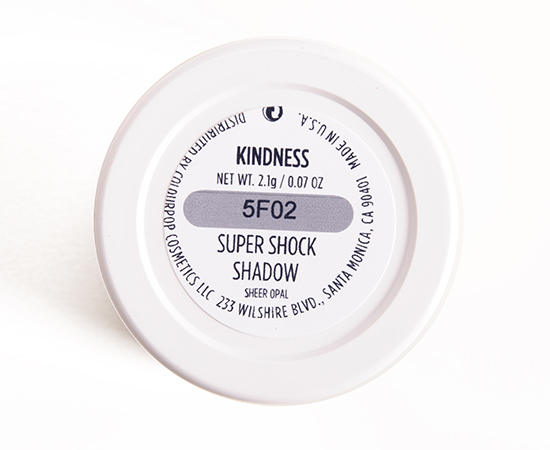 KINDNESS
NET WT. 2.1g / 0.07 OZ
5F02
SUPER SHOCK
SHADOW
SHEER OPAL
DISTRIBUTED BY COLOURPOP COSMETICS LLC 233 WILSHIRE BLVD., SANTA MONICA, CA 90401 MADE IN U.S.A.